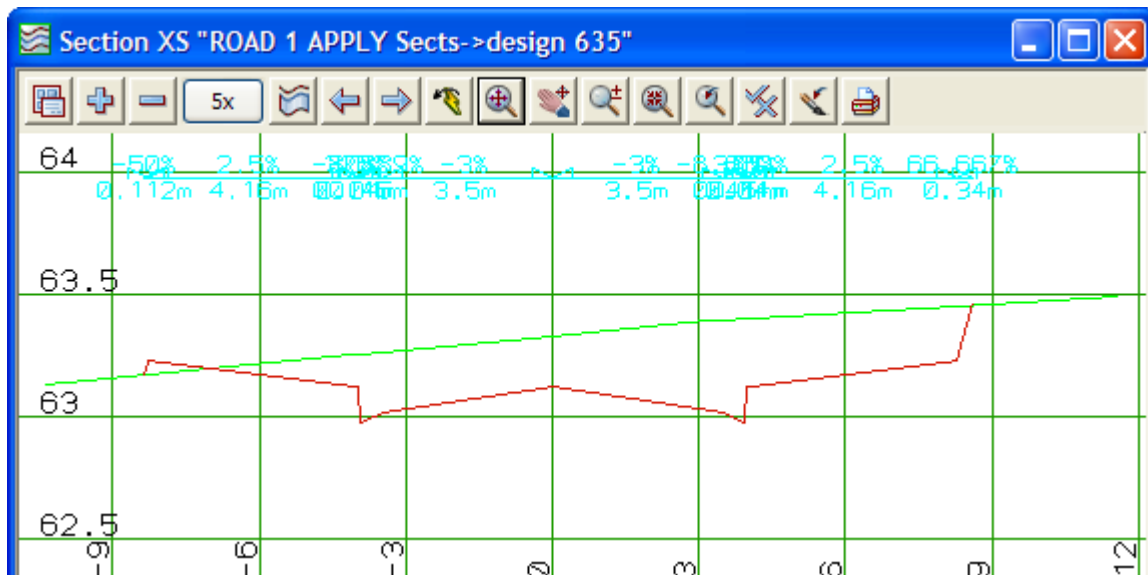 Section XS "ROAD 1 APPLY Sects->design 635"
5x
64
-50% 2.5% -3% -3% 2.5% 66.667%
0.112m 4.16m 3.5m 3.5m 4.16m 0.34m
63.5
63
62.5
-9 -6 -3 0 3 6 9 12